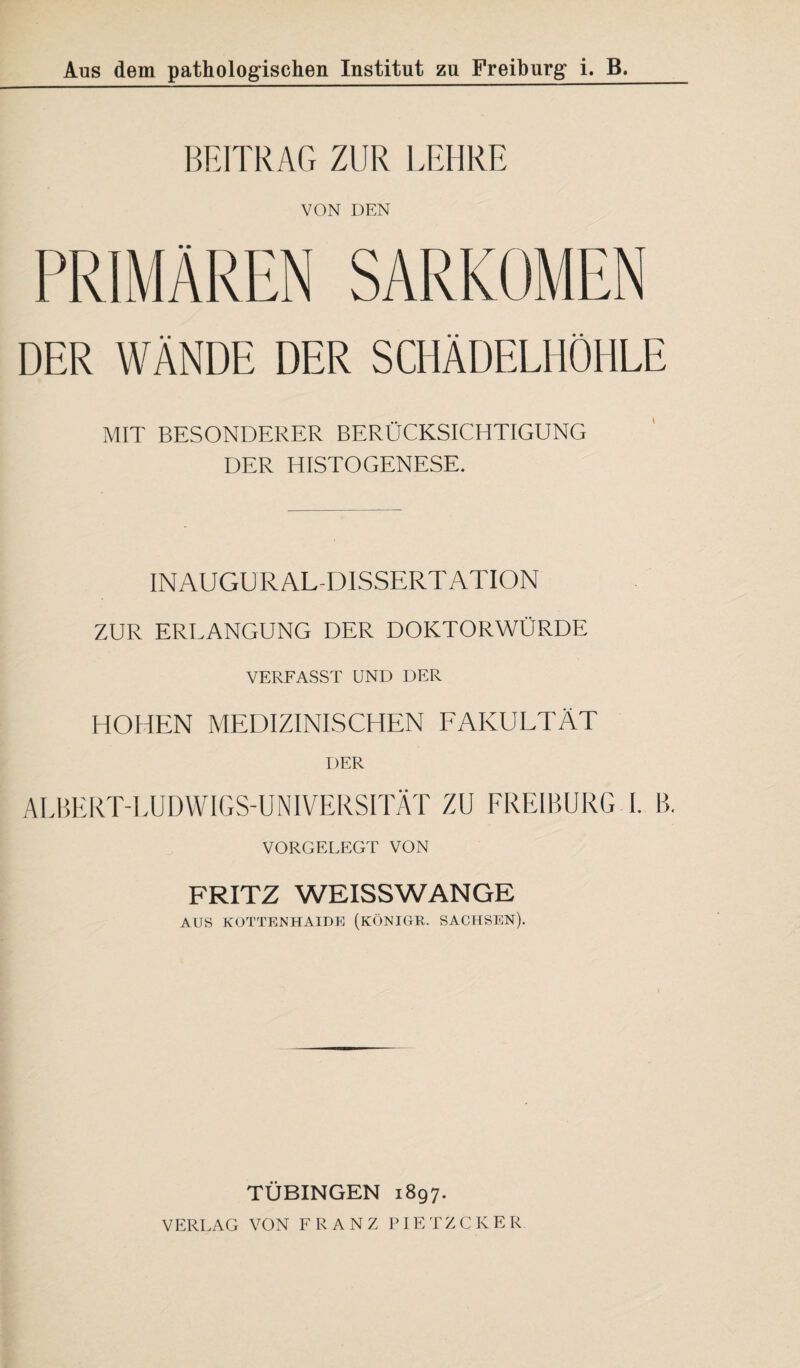 Aus dem pathologischen Institut zu Freiburg i. B.
BEITRAG ZUR LEHRE
VON DEN
PRIMÄREN SARKOMEN
DER WÄNDE DER SCHÄDELHÖHLE
MIT BESONDERER BERÜCKSICHTIGUNG
DER HISTOGENESE.
INAUGURAL-DISSERTATION
ZUR ERLANGUNG DER DOKTORWÜRDE
VERFASST UND DER
HOHEN MEDIZINISCHEN FAKULTÄT
DER
ALBERT-LUDWIGS-UNIVERSITÄT ZU FREIBURG I. B.
VORGELEGT VON
FRITZ WEISSWANGE
AUS KOTTENHAIDE (KÖNIGR. SACHSEN).
TÜBINGEN 1897.
VERLAG VON FRANZ PIETZCKER